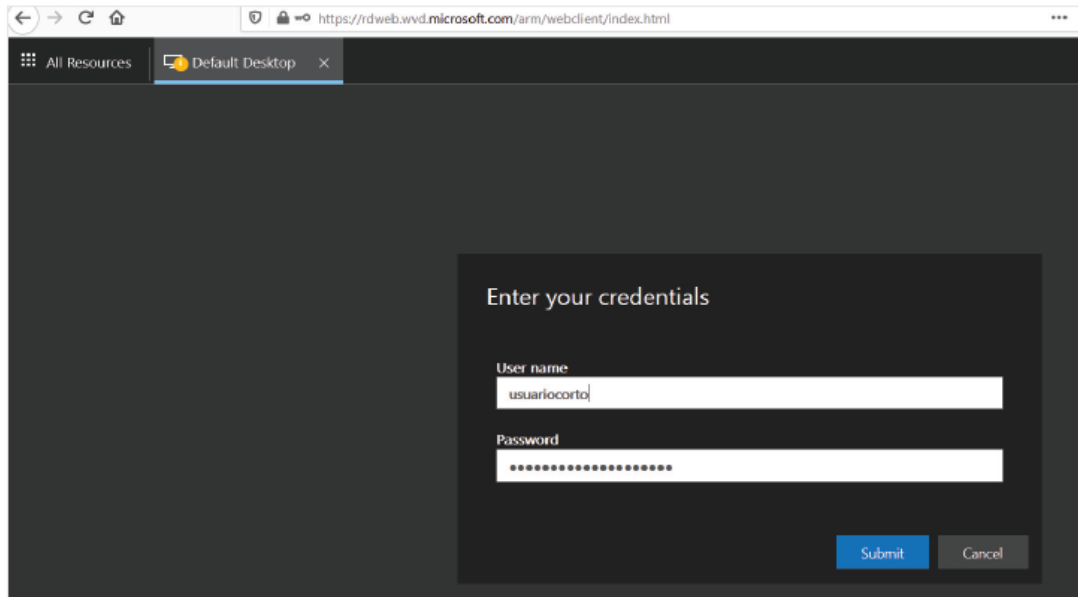 https://rdweb.wvd.microsoft.com/arm/webclient/index.html
All Resources
Default Desktop
Enter your credentials
User name
usuariocorto
Password
Submit
Cancel